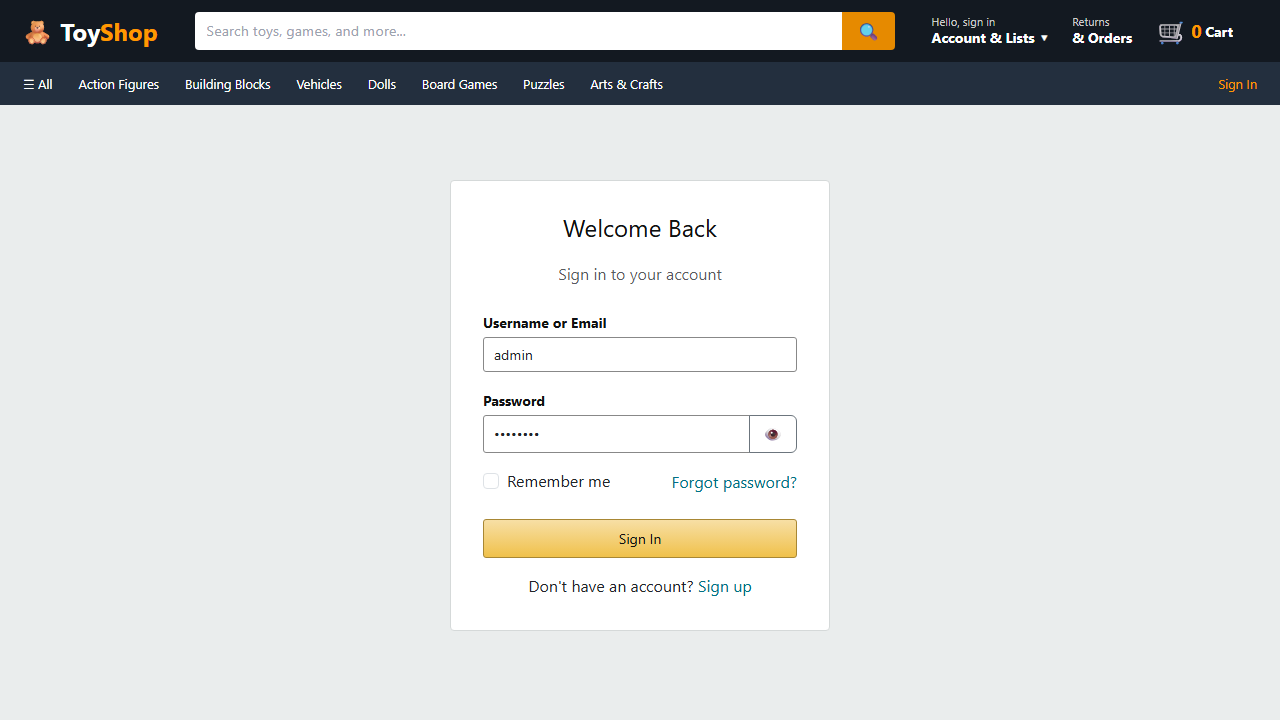 ToyShop
Search toys, games, and more...
Hello, sign in
Account & Lists ▼
Returns
& Orders
0 Cart
☰ All
Action Figures
Building Blocks
Vehicles
Dolls
Board Games
Puzzles
Arts & Crafts
Sign In
Welcome Back
Sign in to your account
Username or Email
admin
Password
••••••••
Remember me
Forgot password?
Sign In
Don't have an account? Sign up